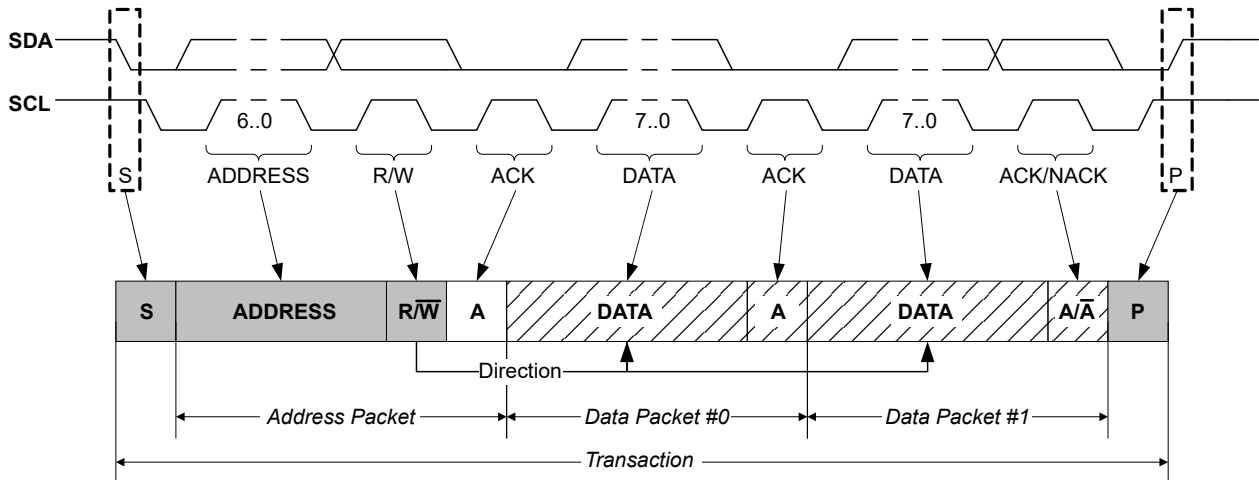 SDA
SCL
6..0 7..0 7..0
S ADDRESS R/W ACK DATA ACK DATA ACK/NACK P
S ADDRESS R/W̅ A DATA A DATA A/A̅ P
Direction
Address Packet Data Packet #0 Data Packet #1
Transaction